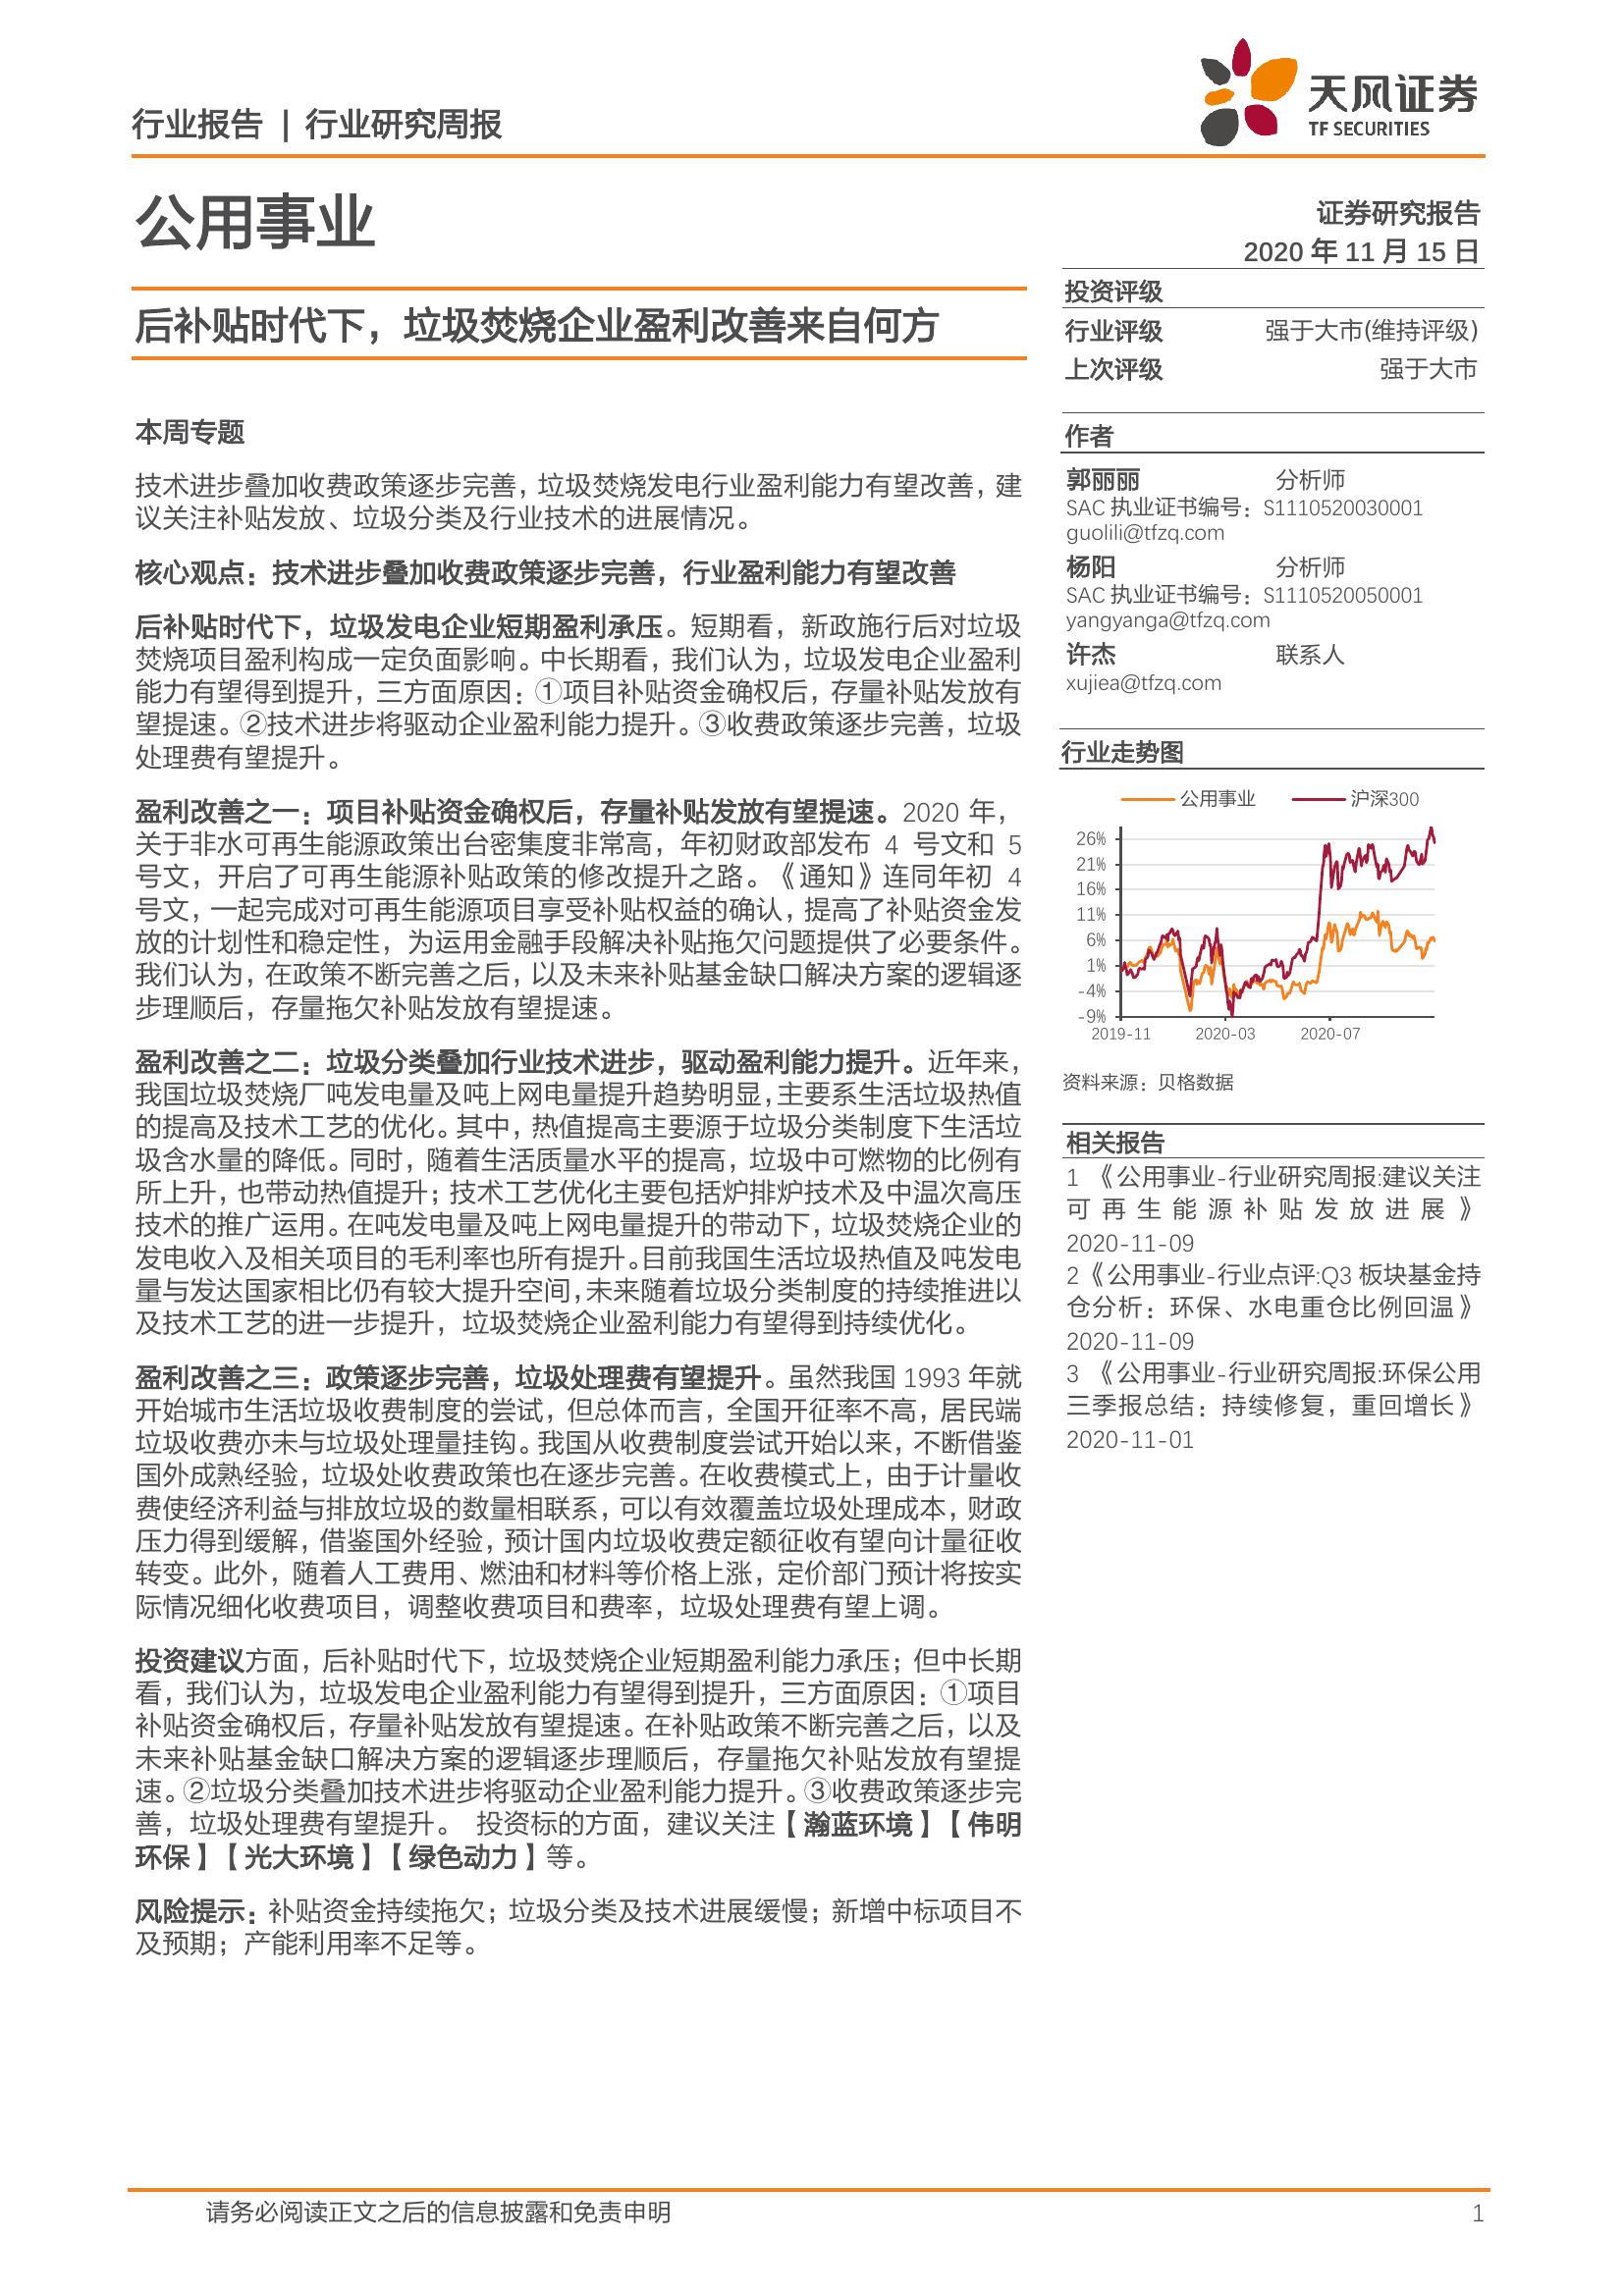 行业报告 | 行业研究周报
天风证券
TF SECURITIES
公用事业
证券研究报告
2020 年 11 月 15 日
后补贴时代下，垃圾焚烧企业盈利改善来自何方
投资评级
行业评级 强于大市(维持评级)
上次评级 强于大市
本周专题
技术进步叠加收费政策逐步完善，垃圾焚烧发电行业盈利能力有望改善，建
议关注补贴发放、垃圾分类及行业技术的进展情况。
核心观点：技术进步叠加收费政策逐步完善，行业盈利能力有望改善
后补贴时代下，垃圾发电企业短期盈利承压。短期看，新政施行后对垃圾
焚烧项目盈利构成一定负面影响。中长期看，我们认为，垃圾发电企业盈利
能力有望得到提升，三方面原因：①项目补贴资金确权后，存量补贴发放有
望提速。②技术进步将驱动企业盈利能力提升。③收费政策逐步完善，垃圾
处理费有望提升。
盈利改善之一：项目补贴资金确权后，存量补贴发放有望提速。2020 年，
关于非水可再生能源政策出台密集度非常高，年初财政部发布 4 号文和 5
号文，开启了可再生能源补贴政策的修改提升之路。《通知》连同年初 4
号文，一起完成对可再生能源项目享受补贴权益的确认，提高了补贴资金发
放的计划性和稳定性，为运用金融手段解决补贴拖欠问题提供了必要条件。
我们认为，在政策不断完善之后，以及未来补贴基金缺口解决方案的逻辑逐
步理顺后，存量拖欠补贴发放有望提速。
盈利改善之二：垃圾分类叠加行业技术进步，驱动盈利能力提升。近年来，
我国垃圾焚烧厂吨发电量及吨上网电量提升趋势明显，主要系生活垃圾热值
的提高及技术工艺的优化。其中，热值提高主要源于垃圾分类制度下生活垃
圾含水量的降低。同时，随着生活质量水平的提高，垃圾中可燃物的比例有
所上升，也带动热值提升；技术工艺优化主要包括炉排炉技术及中温次高压
技术的推广运用。在吨发电量及吨上网电量提升的带动下，垃圾焚烧企业的
发电收入及相关项目的毛利率也所有提升。目前我国生活垃圾热值及吨发电
量与发达国家相比仍有较大提升空间，未来随着垃圾分类制度的持续推进以
及技术工艺的进一步提升，垃圾焚烧企业盈利能力有望得到持续优化。
盈利改善之三：政策逐步完善，垃圾处理费有望提升。虽然我国 1993 年就
开始城市生活垃圾收费制度的尝试，但总体而言，全国开征率不高，居民端
垃圾收费亦未与垃圾处理量挂钩。我国从收费制度尝试开始以来，不断借鉴
国外成熟经验，垃圾处收费政策也在逐步完善。在收费模式上，由于计量收
费使经济利益与排放垃圾的数量相联系，可以有效覆盖垃圾处理成本，财政
压力得到缓解，借鉴国外经验，预计国内垃圾收费定额征收有望向计量征收
转变。此外，随着人工费用、燃油和材料等价格上涨，定价部门预计将按实
际情况细化收费项目，调整收费项目和费率，垃圾处理费有望上调。
投资建议方面，后补贴时代下，垃圾焚烧企业短期盈利能力承压；但中长期
看，我们认为，垃圾发电企业盈利能力有望得到提升，三方面原因：①项目
补贴资金确权后，存量补贴发放有望提速。在补贴政策不断完善之后，以及
未来补贴基金缺口解决方案的逻辑逐步理顺后，存量拖欠补贴发放有望提
速。②垃圾分类叠加技术进步将驱动企业盈利能力提升。③收费政策逐步完
善，垃圾处理费有望提升。 投资标的方面，建议关注【瀚蓝环境】【伟明
环保】【光大环境】【绿色动力】等。
风险提示：补贴资金持续拖欠；垃圾分类及技术进展缓慢；新增中标项目不
及预期；产能利用率不足等。
作者
郭丽丽 分析师
SAC 执业证书编号：S1110520030001
guolili@tfzq.com
杨阳 分析师
SAC 执业证书编号：S1110520050001
yangyanga@tfzq.com
许杰 联系人
xujiea@tfzq.com
行业走势图
公用事业 沪深300
26%
21%
16%
11%
6%
1%
-4%
-9%
2019-11 2020-03 2020-07
资料来源：贝格数据
相关报告
1 《公用事业-行业研究周报:建议关注
可再生能源补贴发放进展》
2020-11-09
2《公用事业-行业点评:Q3 板块基金持
仓分析：环保、水电重仓比例回温》
2020-11-09
3 《公用事业-行业研究周报:环保公用
三季报总结：持续修复，重回增长》
2020-11-01
请务必阅读正文之后的信息披露和免责申明 1